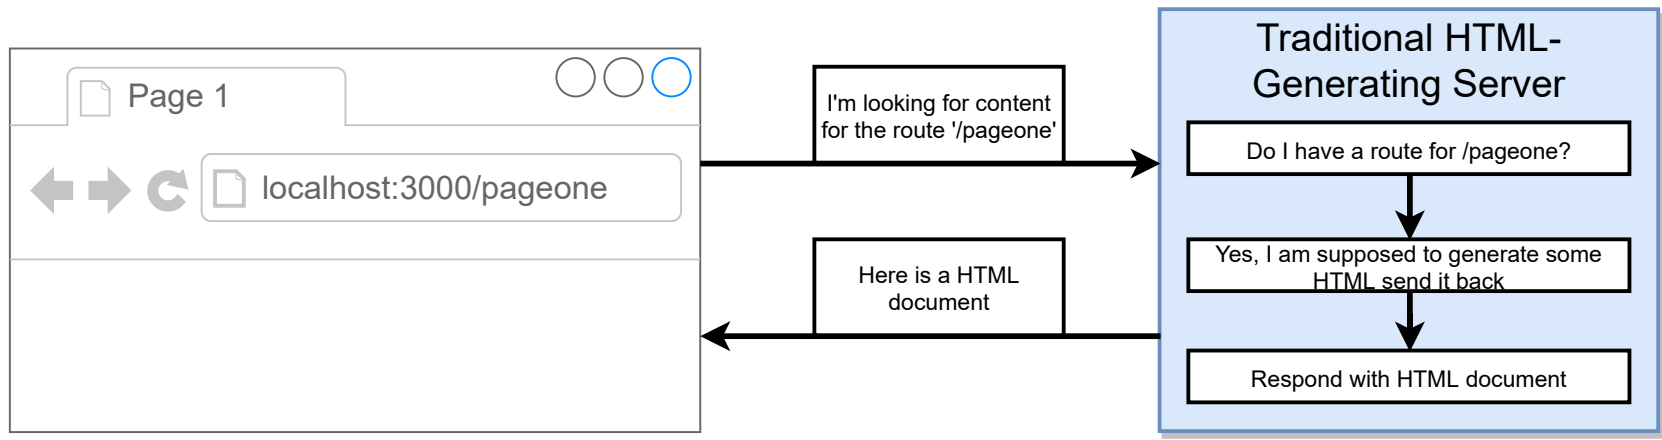 Page 1
localhost:3000/pageone
I'm looking for content
for the route '/pageone'
Here is a HTML
document
Traditional HTML-
Generating Server
Do I have a route for /pageone?
Yes, I am supposed to generate some
HTML send it back
Respond with HTML document